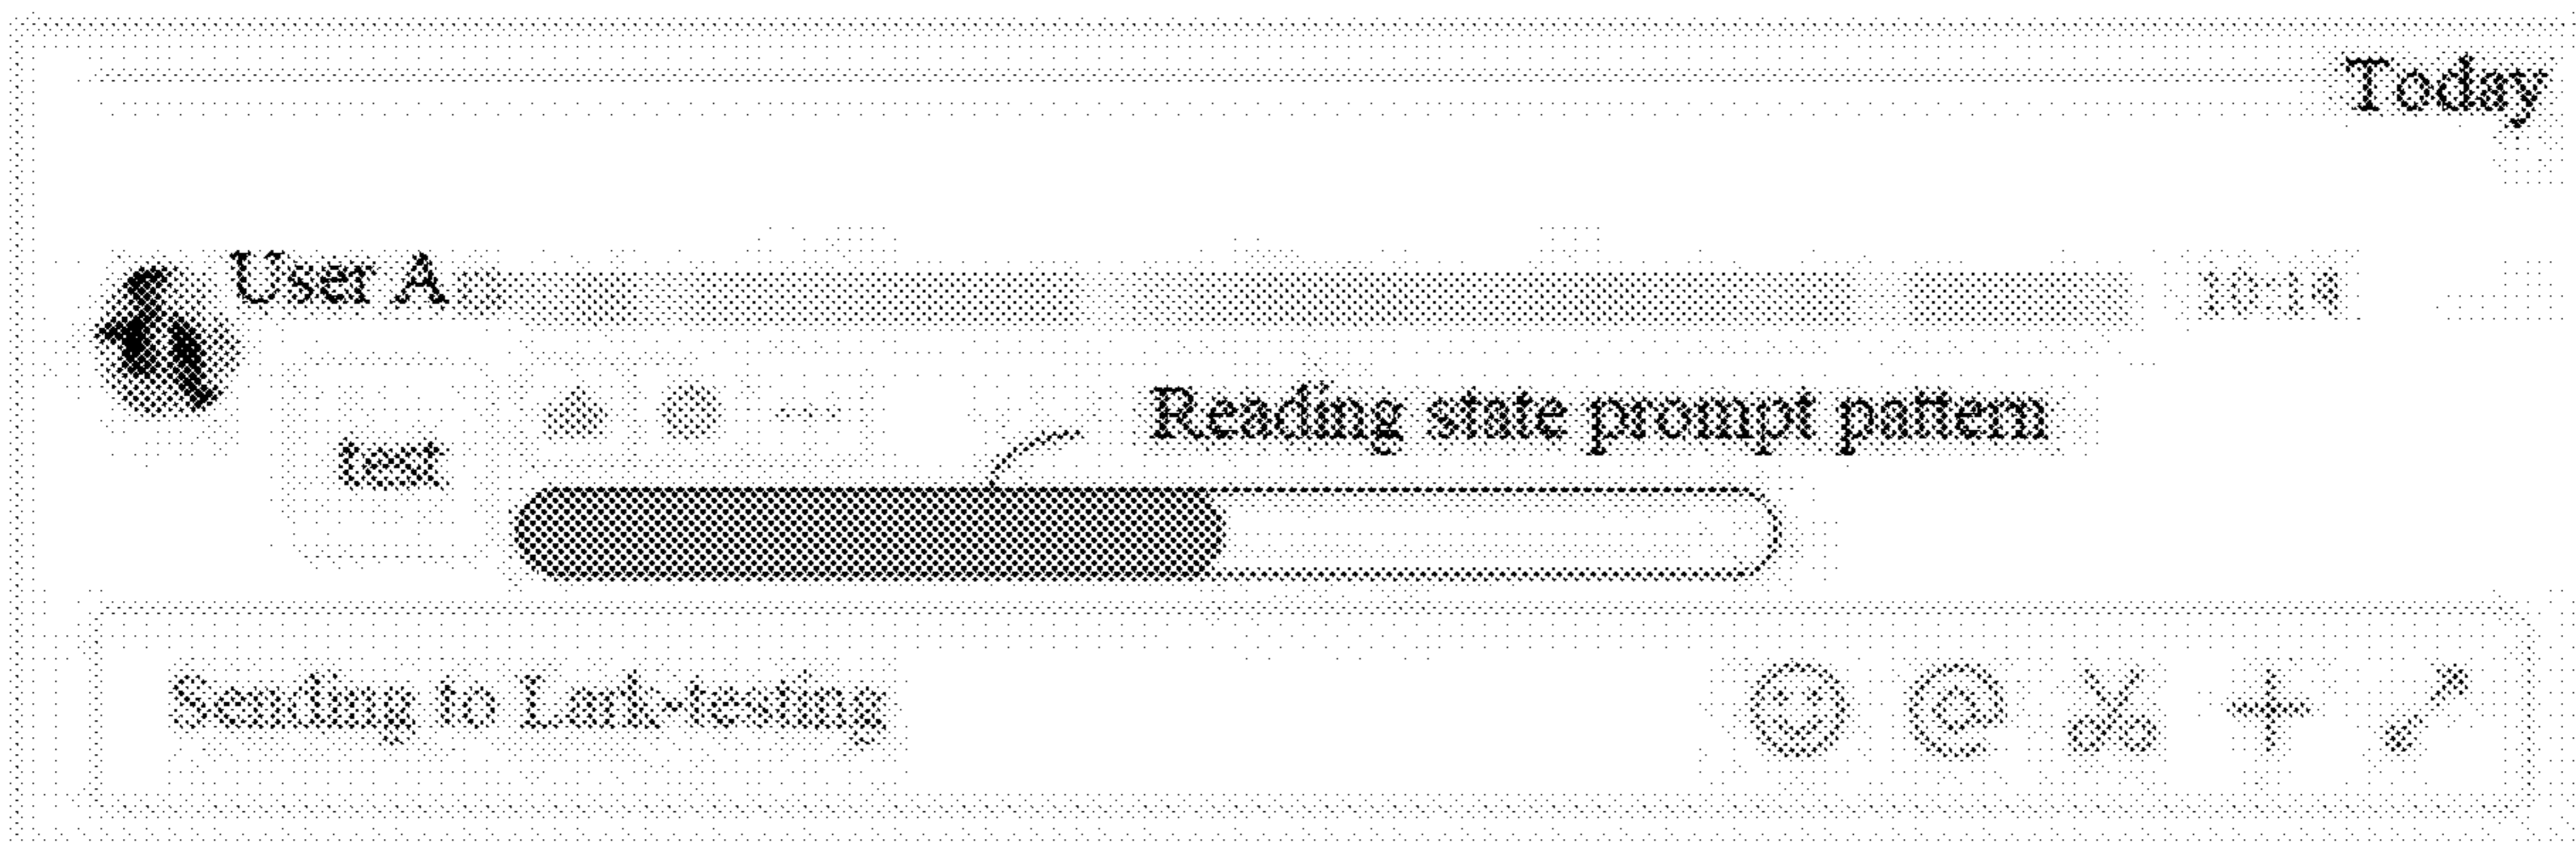 Today
User A
Reading state prompt pattern
test
Sending to Lark-testing